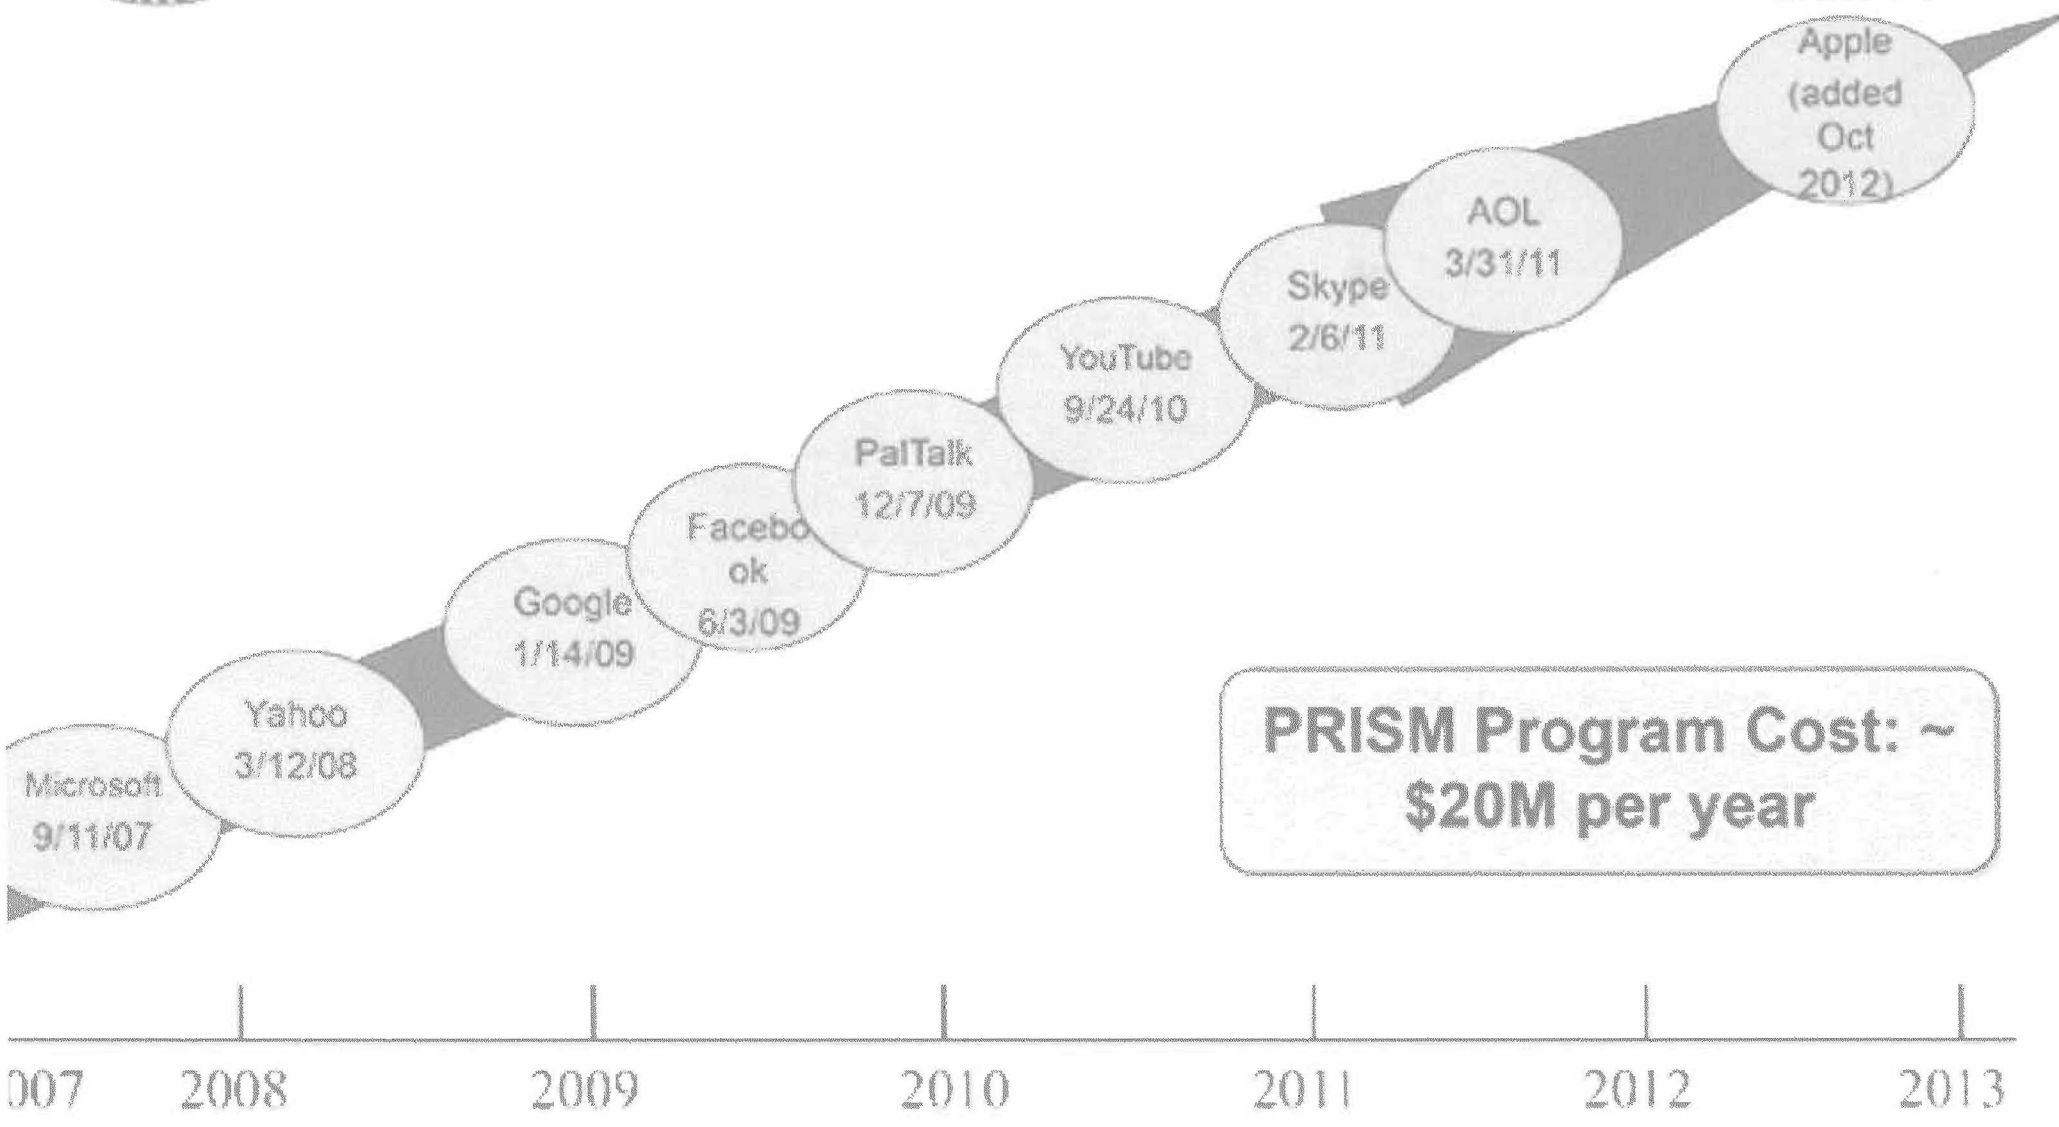 Apple
(added
Oct
2012)
AOL
3/31/11
Skype
2/6/11
YouTube
9/24/10
PalTalk
12/7/09
Facebo
ok
6/3/09
Google
1/14/09
Yahoo
3/12/08
Microsoft
9/11/07
PRISM Program Cost: ~
$20M per year
007 2008 2009 2010 2011 2012 2013